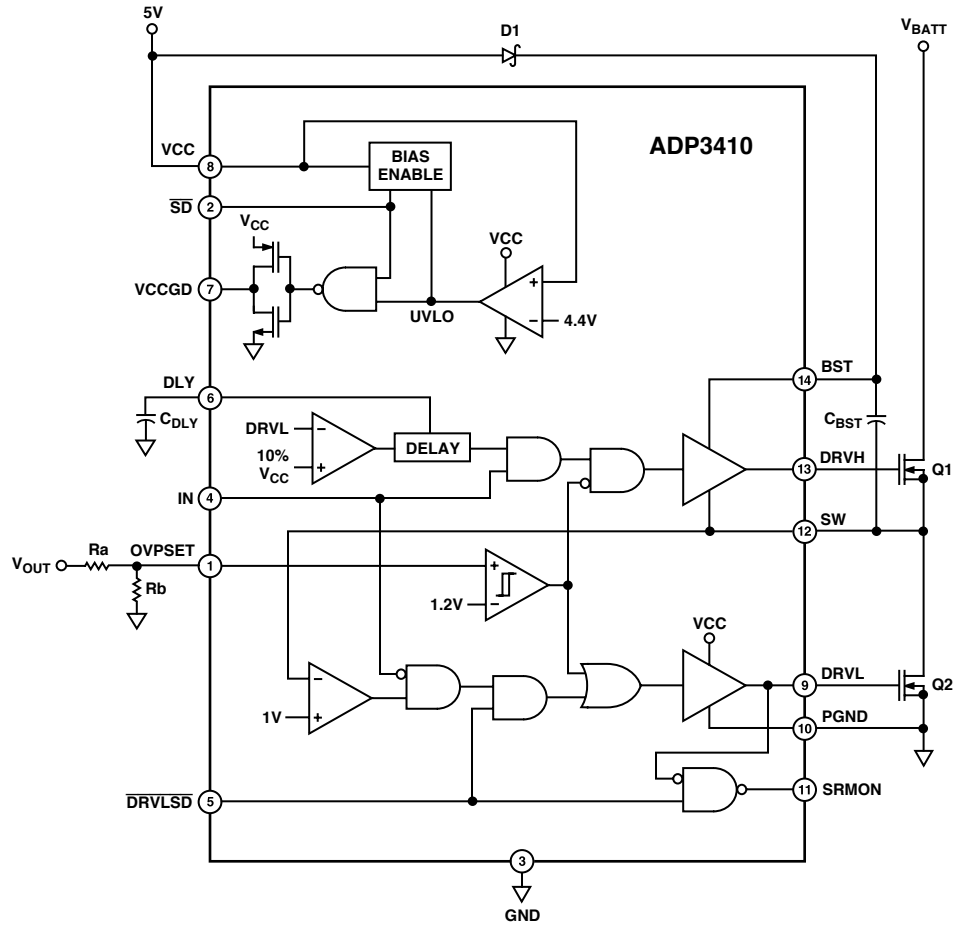 5V
D1
VBATT
ADP3410
VCC
8
BIAS
ENABLE
SD
2
VCC
VCC
VCCGD
7
+
UVLO
−
4.4V
DLY
6
14
BST
CDLY
CBST
DRVL
−
DELAY
10%
VCC
+
13
DRVH
Q1
IN
4
12
SW
Ra
OVPSET
VOUT
1
+
Rb
1.2V
−
VCC
−
9
DRVL
Q2
1V
+
PGND
10
DRVLSD
5
11
SRMON
3
GND